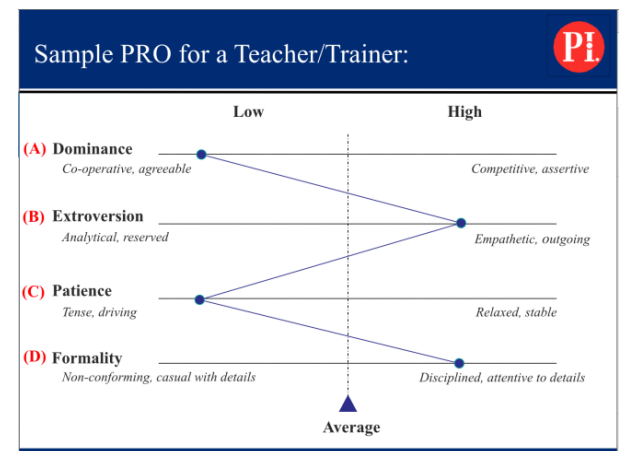 Sample PRO for a Teacher/Trainer:
PI.
Low High
(A) Dominance
Co-operative, agreeable Competitive, assertive
(B) Extroversion
Analytical, reserved Empathetic, outgoing
(C) Patience
Tense, driving Relaxed, stable
(D) Formality
Non-conforming, casual with details Disciplined, attentive to details
Average